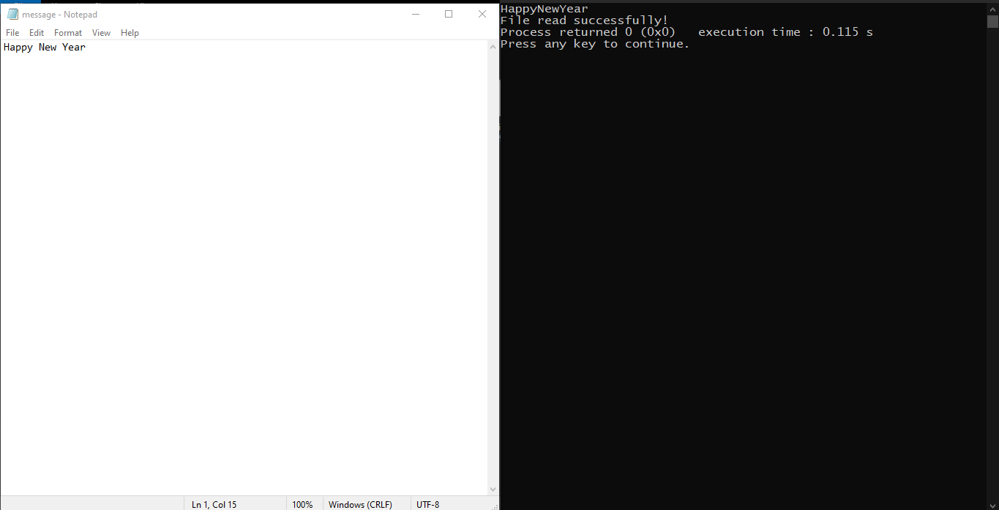 message - Notepad
File Edit Format View Help
Happy New Year
Ln 1, Col 15 100% Windows (CRLF) UTF-8
HappyNewYear
File read successfully!
Process returned 0 (0x0)   execution time : 0.115 s
Press any key to continue.